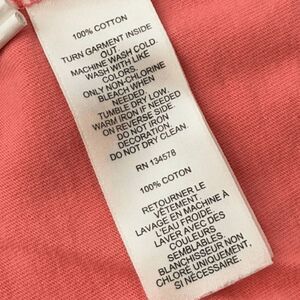 100% COTTON
TURN GARMENT INSIDE
OUT.
MACHINE WASH COLD
WASH WITH LIKE
COLORS.
ONLY NON-CHLORINE
BLEACH WHEN
NEEDED.
TUMBLE DRY LOW.
WARM IRON IF NEEDED
ON REVERSE SIDE.
DO NOT IRON
DECORATION.
DO NOT DRY CLEAN.
RN 134578
100% COTON
RETOURNER LE
VÊTEMENT.
LAVAGE EN MACHINE À
L'EAU FROIDE.
LAVER AVEC DES
COULEURS
SEMBLABLES.
BLANCHISSEUR NON
CHLORÉ UNIQUEMENT,
SI NÉCESSAIRE.